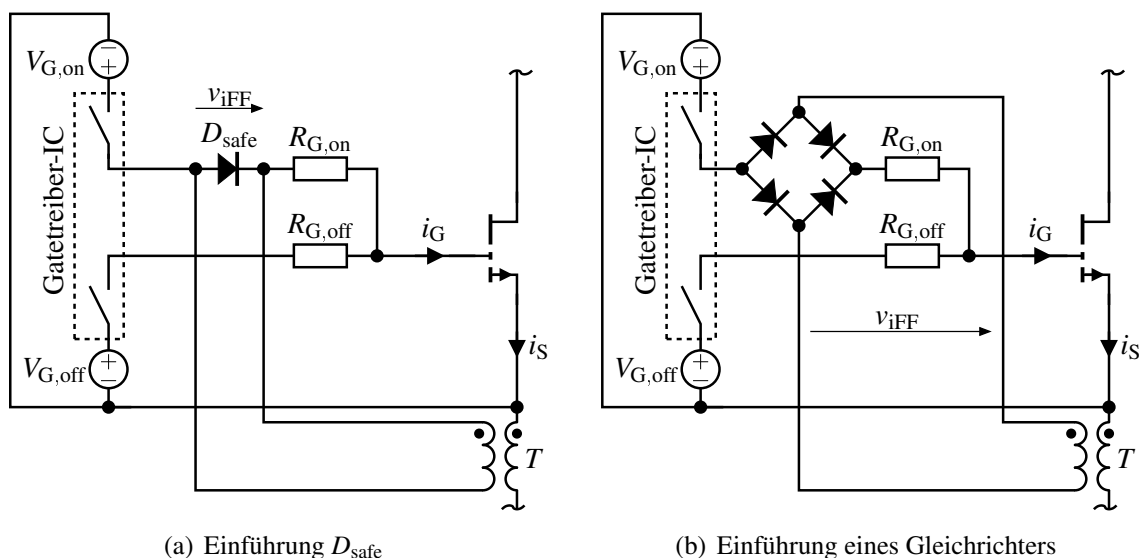 V_G,on
−
+
v_iFF
D_safe
R_G,on
Gatetreiber-IC
R_G,off
i_G
i_S
V_G,off
+
−
T
(a) Einführung D_safe
V_G,on
−
+
R_G,on
Gatetreiber-IC
R_G,off
i_G
v_iFF
i_S
V_G,off
+
−
T
(b) Einführung eines Gleichrichters